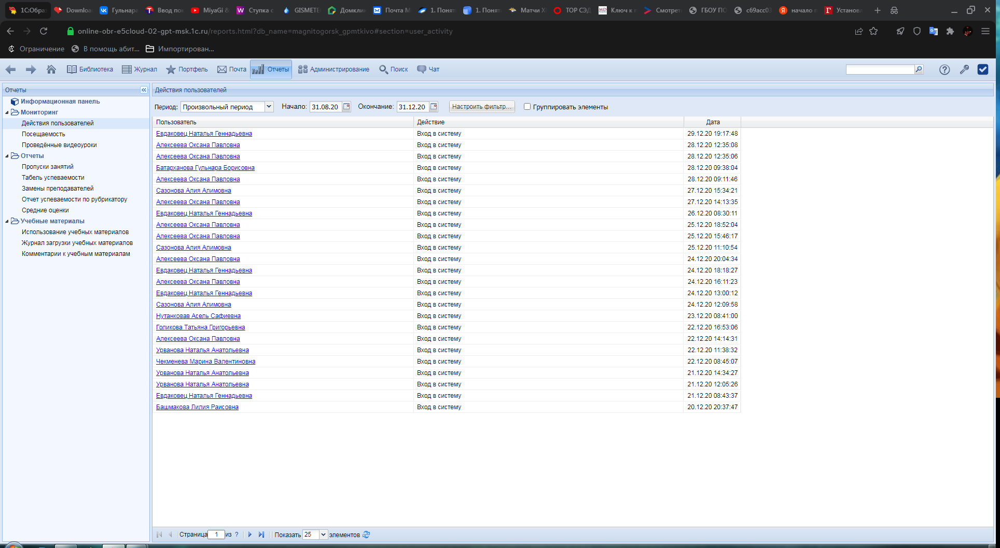 1С:Образ Downloa Гульнара Ввод пок MiyaGi & Ступка с GISMETE Домкли Почта М 1. Понят 1. Понят Матчи Х ТОР СЭД Ключ к Смотрет ГБОУ ПО c69acc03 начало п Установ
online-obr-e5cloud-02-gpt-msk.1c.ru/reports.html?db_name=magnitogorsk_gpmtkivo#section=user_activity
Ограничение В помощь абит... Импортирован...
Библиотека Журнал Портфель Почта Отчеты Администрирование Поиск Чат
Отчеты
Информационная панель
Мониторинг
Действия пользователей
Посещаемость
Проведённые видеоуроки
Отчеты
Пропуски занятий
Табель успеваемости
Замены преподавателей
Отчет успеваемости по рубрикатору
Средние оценки
Учебные материалы
Использование учебных материалов
Журнал загрузки учебных материалов
Комментарии к учебным материалам
Действия пользователей
Период: Произвольный период Начало: 31.08.20 Окончание: 31.12.20 Настроить фильтр... Группировать элементы
Пользователь Действие Дата
Евдаковец Наталья Геннадьевна Вход в систему 29.12.20 19:17:48
Алексеева Оксана Павловна Вход в систему 28.12.20 12:35:08
Алексеева Оксана Павловна Вход в систему 28.12.20 12:35:06
Батарханова Гульнара Борисовна Вход в систему 28.12.20 09:38:04
Алексеева Оксана Павловна Вход в систему 28.12.20 09:11:46
Сазонова Алия Алимовна Вход в систему 27.12.20 15:34:21
Алексеева Оксана Павловна Вход в систему 27.12.20 14:13:35
Евдаковец Наталья Геннадьевна Вход в систему 26.12.20 08:30:11
Алексеева Оксана Павловна Вход в систему 25.12.20 18:52:04
Алексеева Оксана Павловна Вход в систему 25.12.20 15:46:17
Сазонова Алия Алимовна Вход в систему 25.12.20 11:10:54
Алексеева Оксана Павловна Вход в систему 24.12.20 20:04:34
Евдаковец Наталья Геннадьевна Вход в систему 24.12.20 18:18:27
Алексеева Оксана Павловна Вход в систему 24.12.20 16:11:23
Евдаковец Наталья Геннадьевна Вход в систему 24.12.20 13:00:12
Сазонова Алия Алимовна Вход в систему 24.12.20 12:09:58
Нутанковав Асель Сафиевна Вход в систему 23.12.20 08:41:00
Голикова Татьяна Григорьевна Вход в систему 22.12.20 16:53:06
Алексеева Оксана Павловна Вход в систему 22.12.20 14:14:31
Урванова Наталья Анатольевна Вход в систему 22.12.20 11:38:32
Чекменева Марина Валентиновна Вход в систему 22.12.20 08:45:07
Урванова Наталья Анатольевна Вход в систему 21.12.20 14:34:27
Урванова Наталья Анатольевна Вход в систему 21.12.20 12:05:26
Евдаковец Наталья Геннадьевна Вход в систему 21.12.20 08:43:37
Башмакова Лилия Раисовна Вход в систему 20.12.20 20:37:47
Страница 1 из ? Показать 25 элементов